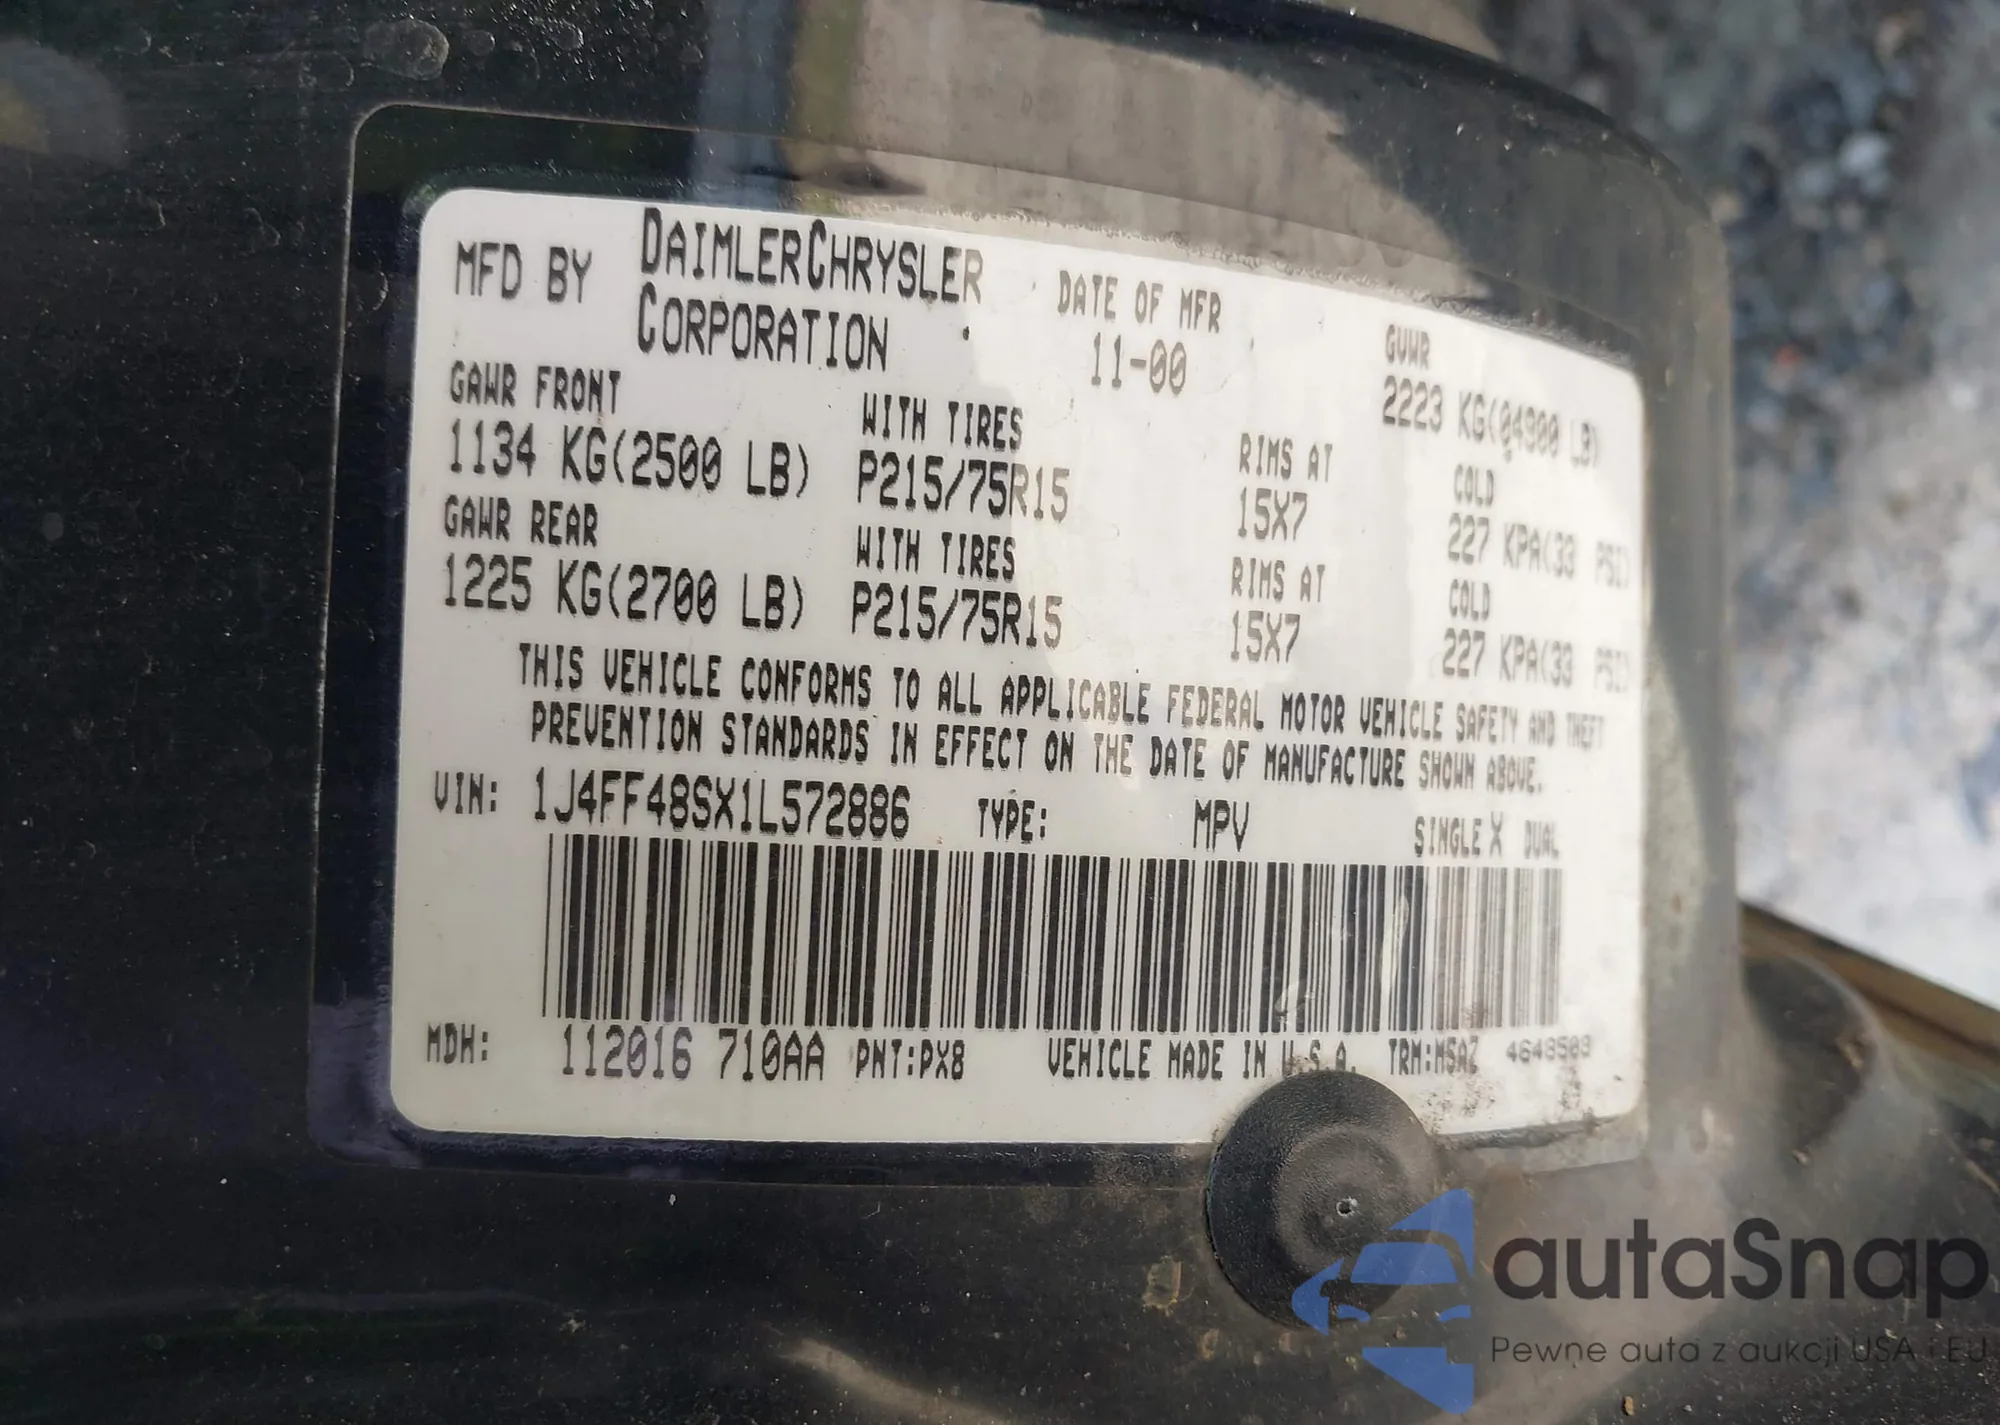 MFD BY DAIMLERCHRYSLER CORPORATION
DATE OF MFR 11-00
GVWR 2223 KG(04900 LB)
GAWR FRONT WITH TIRES RIMS AT COLD
1134 KG(2500 LB) P215/75R15 15X7 227 KPA(33 PSI)
GAWR REAR WITH TIRES RIMS AT COLD
1225 KG(2700 LB) P215/75R15 15X7 227 KPA(33 PSI)
THIS VEHICLE CONFORMS TO ALL APPLICABLE FEDERAL MOTOR VEHICLE SAFETY AND THEFT
PREVENTION STANDARDS IN EFFECT ON THE DATE OF MANUFACTURE SHOWN ABOVE.
VIN: 1J4FF48SX1L572886 TYPE: MPV SINGLE X DUAL
MDH: 112016 710AA PNT:PX8 VEHICLE MADE IN U.S.A. TRM:M5AZ 4648503
autaSnap
Pewne auta z aukcji USA i EU